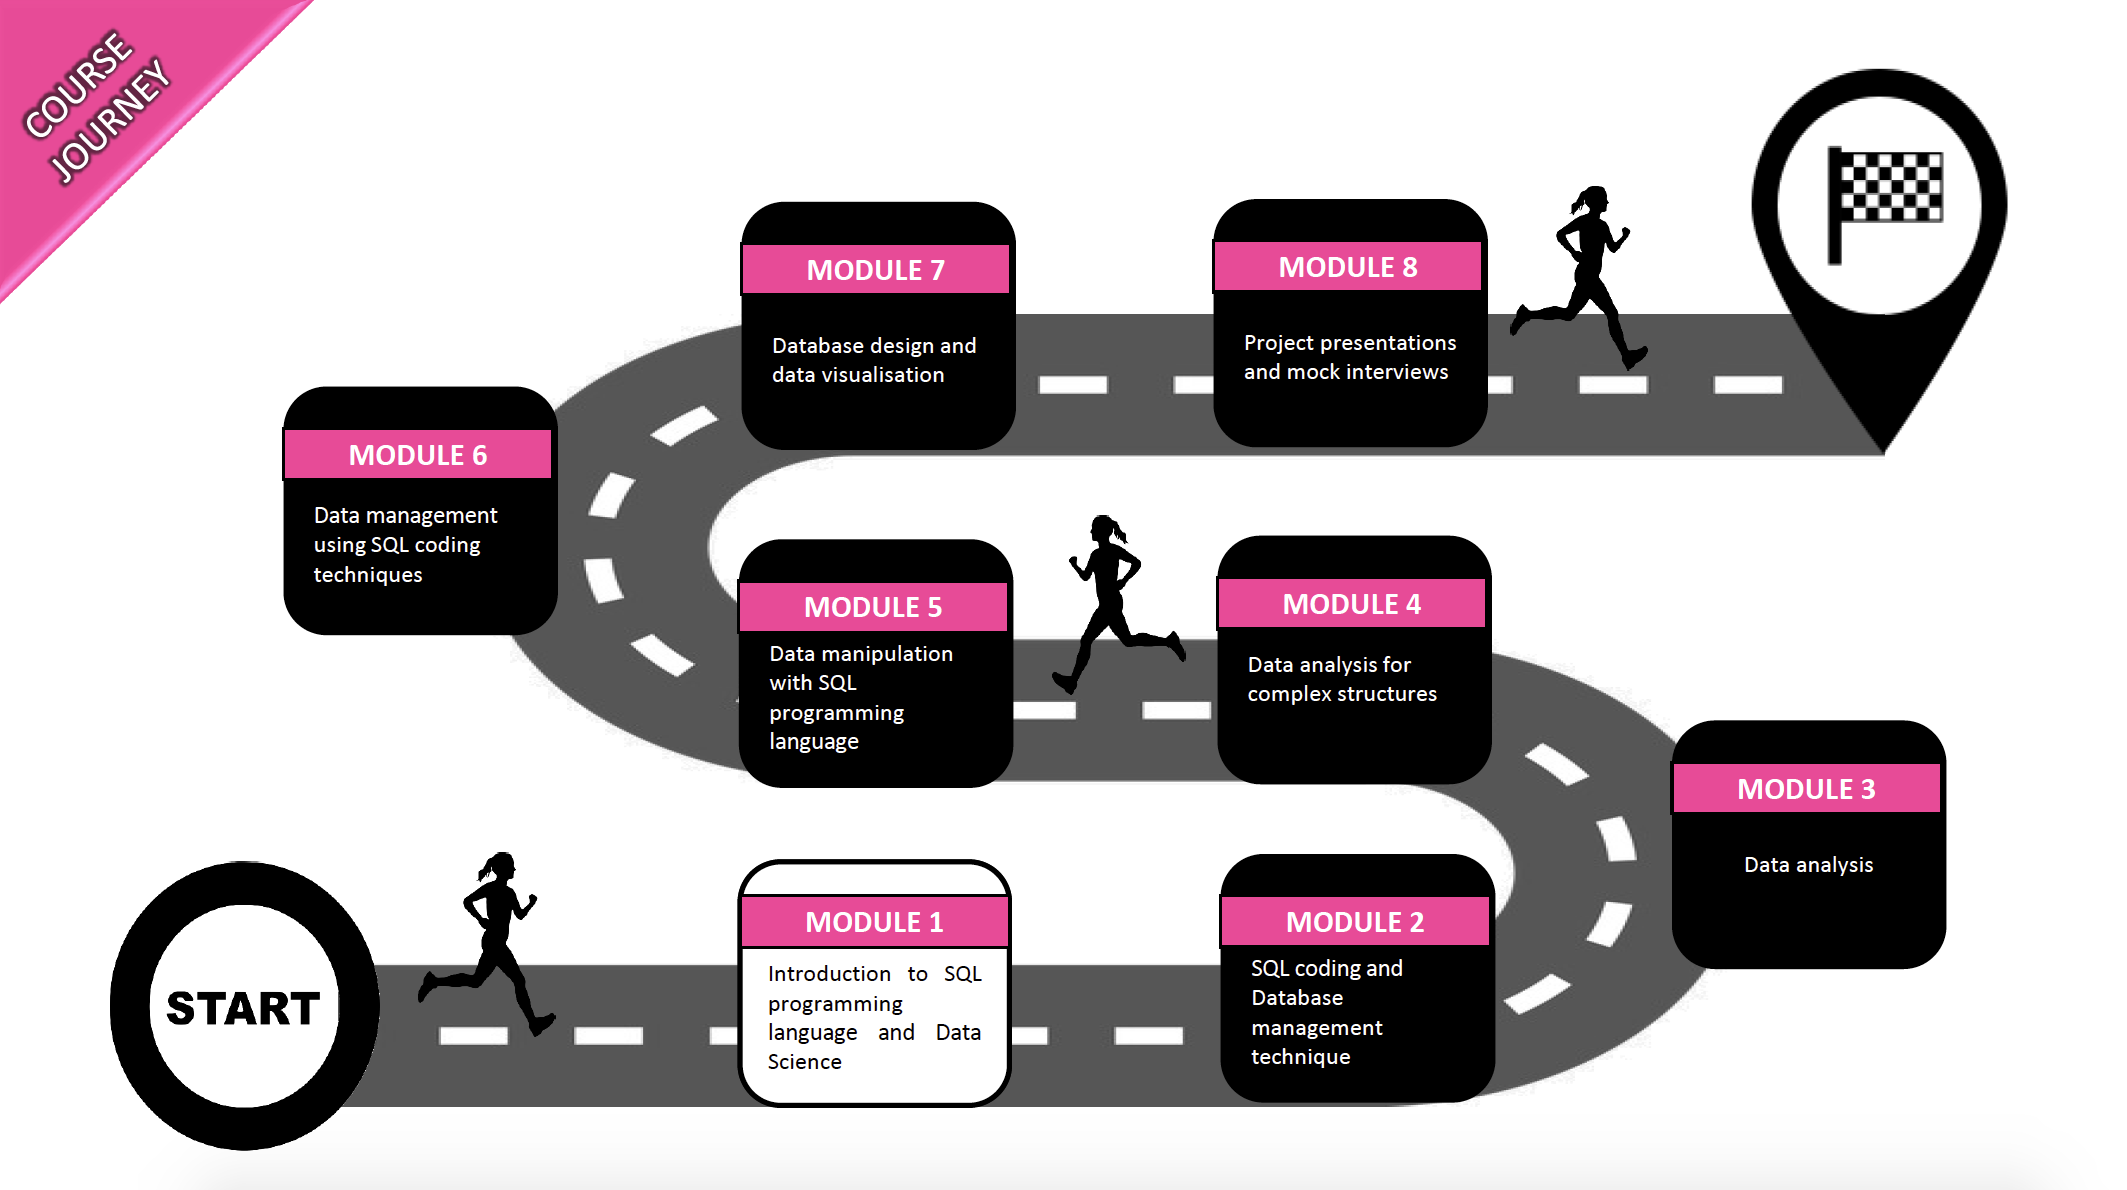 COURSE
JOURNEY
MODULE 7
Database design and
data visualisation
MODULE 8
Project presentations
and mock interviews
MODULE 6
Data management
using SQL coding
techniques
MODULE 5
Data manipulation
with SQL
programming
language
MODULE 4
Data analysis for
complex structures
MODULE 3
Data analysis
START
MODULE 1
Introduction to SQL
programming
language and Data
Science
MODULE 2
SQL coding and
Database
management
technique